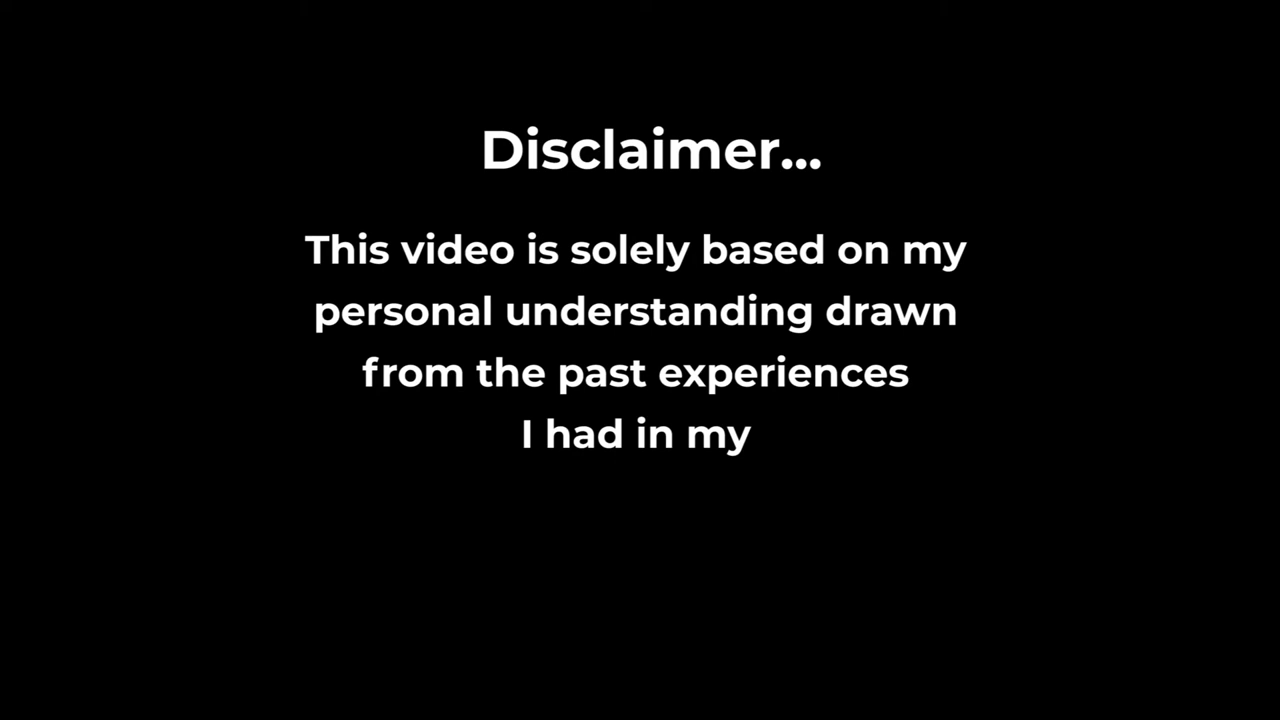 Disclaimer...
This video is solely based on my
personal understanding drawn
from the past experiences
I had in my